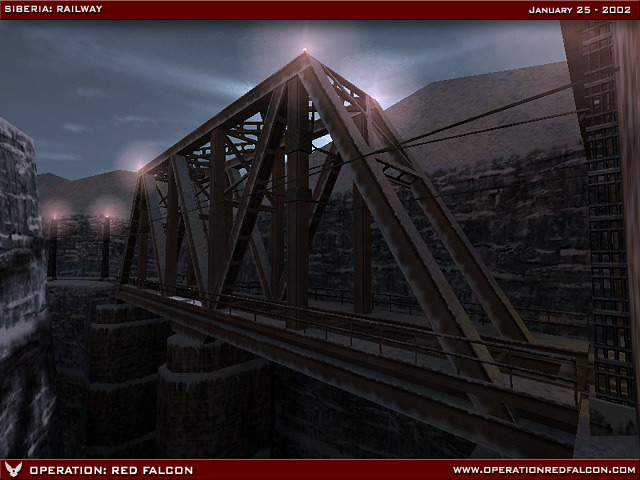 SIBERIA: RAILWAY
JANUARY 25 - 2002
OPERATION: RED FALCON
WWW.OPERATIONREDFALCON.COM